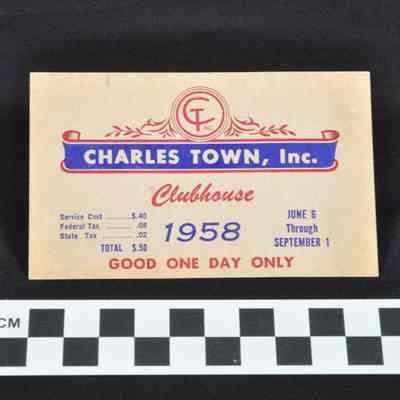 CT
CHARLES TOWN, Inc.
Clubhouse
Service Cost ........ $.40
Federal Tax ........ .08
State Tax ........ .02
TOTAL $.50
1958
JUNE 6
Through
SEPTEMBER 1
GOOD ONE DAY ONLY
CM